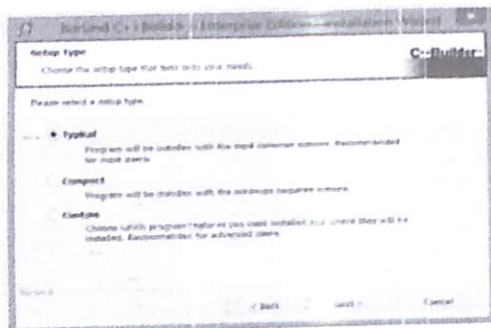 Borland C++Builder - Enterprise Edition - Installation Wizard
Setup Type
Choose the setup type that best suits your needs.
C++Builder
Please select a setup type.
Typical
Program will be installed with the most common options. Recommended
for most users.
Compact
Program will be installed with the minimum required options.
Custom
Choose which program features you want installed and where they will be
installed. Recommended for advanced users.
< Back
Next >
Cancel